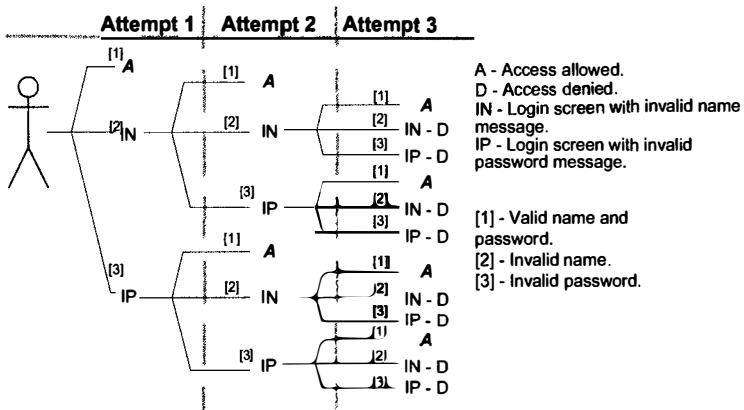 Attempt 1 Attempt 2 Attempt 3
[1] A
[1] A
[1] A
[2] IN [2] IN [2] IN - D
[3] IP - D
[1] A
[3] IP [2] IN - D
[3] IP - D
[1] A
[3] IP [2] IN [1] A
[2] IN - D
[3] IP - D
[1] A
[3] IP [2] IN - D
[3] IP - D
A - Access allowed.
D - Access denied.
IN - Login screen with invalid name
message.
IP - Login screen with invalid
password message.
[1] - Valid name and
password.
[2] - Invalid name.
[3] - Invalid password.